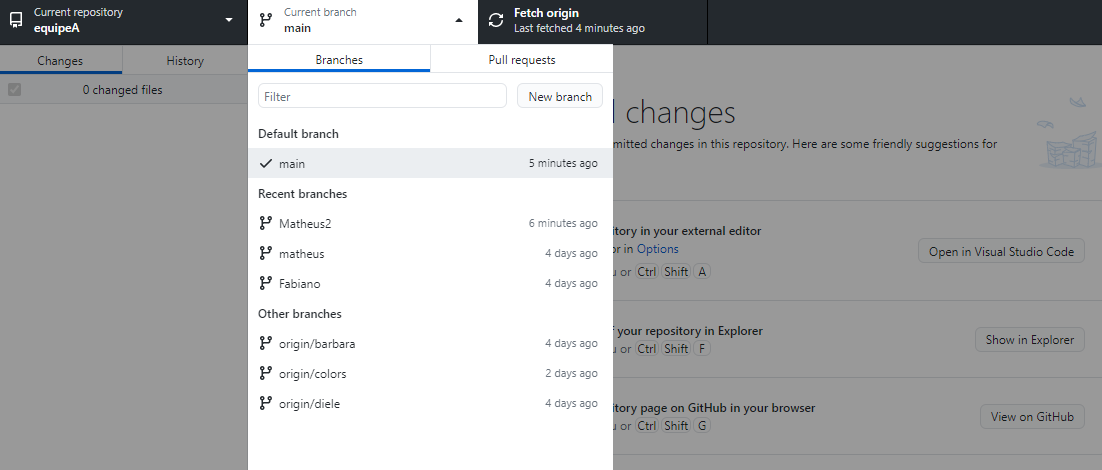 Current repository
equipeA
Current branch
main
Fetch origin
Last fetched 4 minutes ago
Changes
History
0 changed files
Branches
Pull requests
Filter
New branch
Default branch
main
5 minutes ago
Recent branches
Matheus2
6 minutes ago
matheus
4 days ago
Fabiano
4 days ago
Other branches
origin/barbara
4 days ago
origin/colors
2 days ago
origin/diele
4 days ago
changes
mitted changes in this repository. Here are some friendly suggestions for
itory in your external editor
or in Options
or Ctrl Shift A
Open in Visual Studio Code
f your repository in Explorer
or Ctrl Shift F
Show in Explorer
itory page on GitHub in your browser
or Ctrl Shift G
View on GitHub